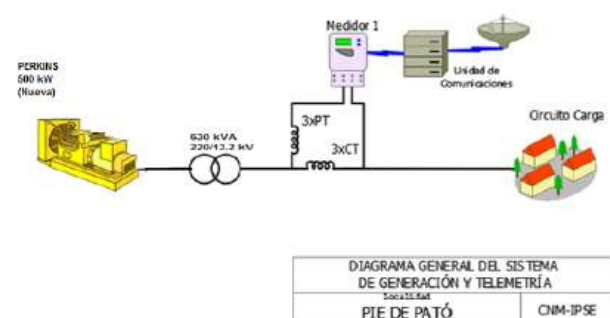 Medidor 1
PERKINS
500 kW
(Nueva)
Unidad de
Comunicaciones
Circuito Carga
3xPT
630 kVA
220/13.2 kV
3xCT
DIAGRAMA GENERAL DEL SISTEMA
DE GENERACIÓN Y TELEMETRÍA
Localidad
PIE DE PATÓ
CNM-IPSE